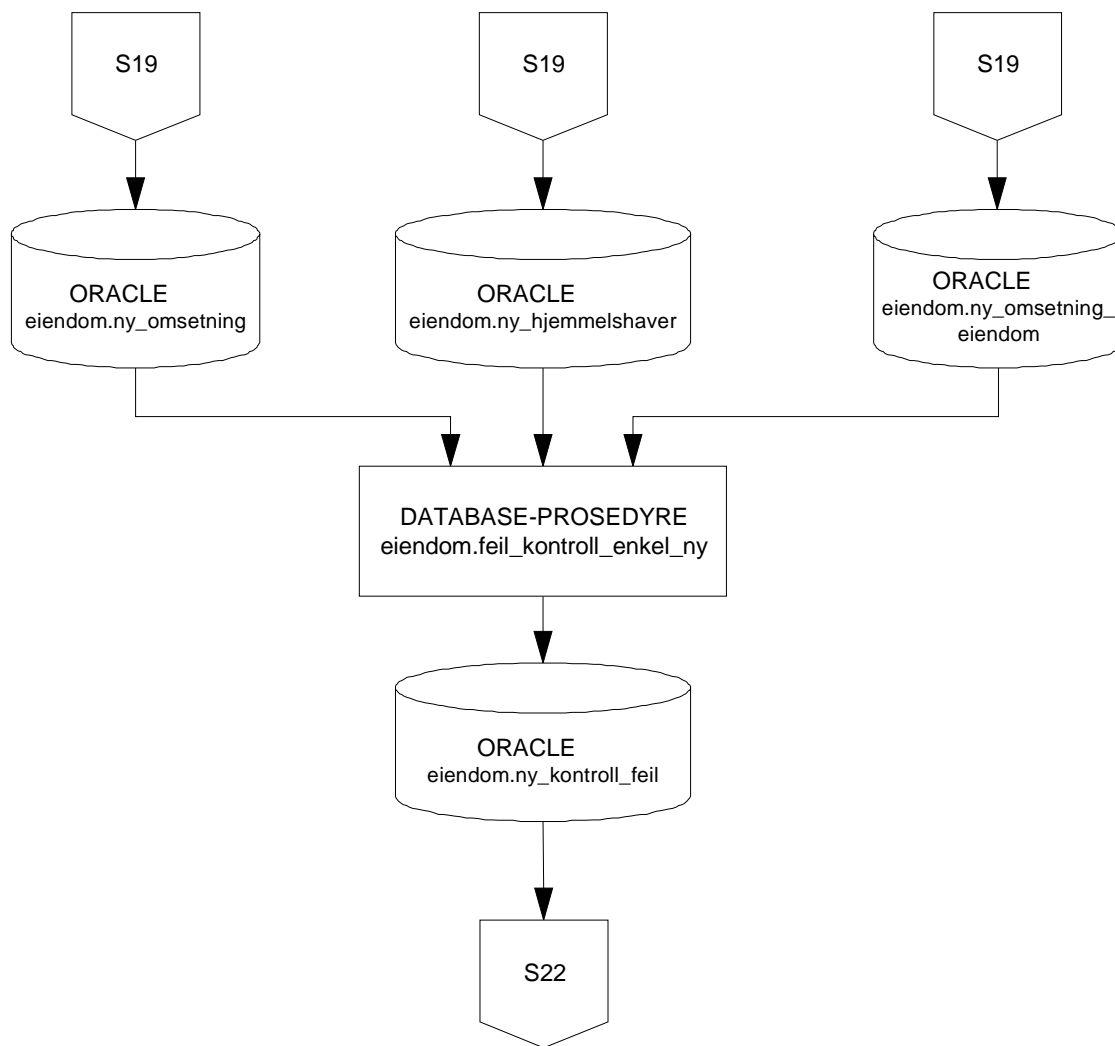 S19
S19
S19
ORACLE
eiendom.ny_omsetning
ORACLE
eiendom.ny_hjemmelshaver
ORACLE
eiendom.ny_omsetning_
eiendom
DATABASE-PROSEDYRE
eiendom.feil_kontroll_enkel_ny
ORACLE
eiendom.ny_kontroll_feil
S22